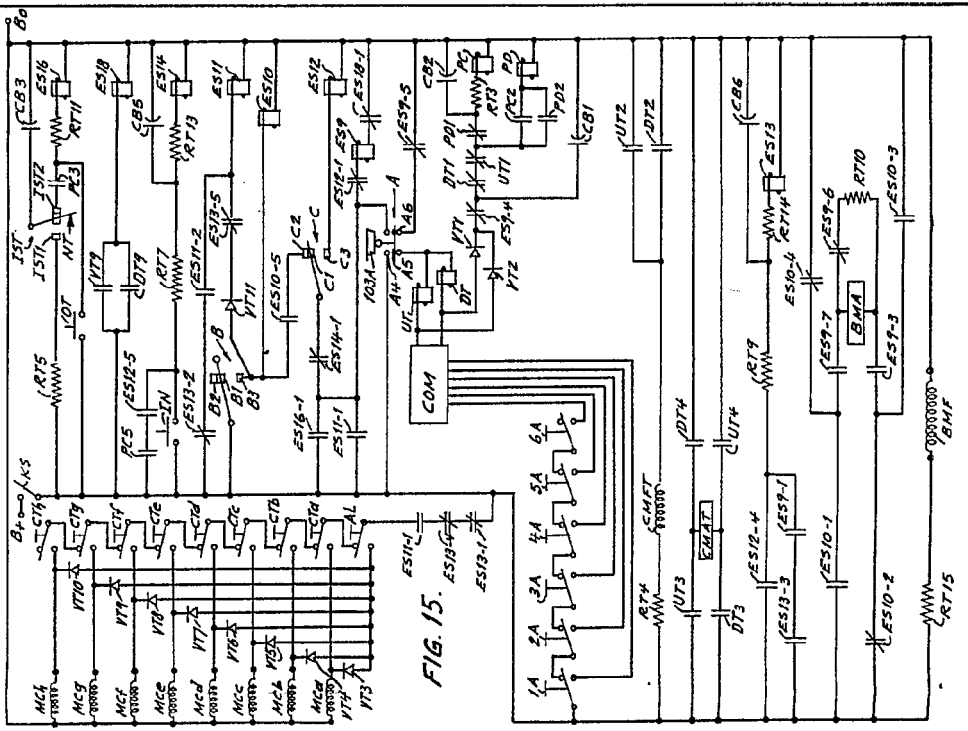 Bo
CB3
ES16
RT11
IST
IST2
IST1
PC3
NT
OT
RT5
ES18
VT9
DT9
ES12-5
ES14
CB5
RT13
RT7
PC5
IN
ES11
ES13-5
ES11-2
ES13-2
VT11
B
B2
B1
B3
ES10
ES10-5
ES12
C2
C
C1
C3
ES14-1
ES16-1
ES11-1
ES18-1
ES9
ES12-1
ES9-5
103A
A
A4
A5
A6
UT
DT
COM
VT1
VT2
ES9-4
CB2
PC
RT3
PD
PD1
PC2
PD2
DT1
UT1
CB1
B+
KS
CTh
CTg
CTf
CTe
CTd
CTc
CTb
CTa
AL
VT10
VT9
VT8
VT7
VT6
VT5
VT4
VT3
MCh
MCg
MCf
MCe
MCd
MCc
MCb
MCa
ES11-1
ES13-1
FIG. 15.
1A
2A
3A
4A
5A
6A
UT2
DT2
RT4
CMFT
UT3
DT4
CMAT
DT3
UT4
CB6
ES13
RT14
RT9
ES12-4
ES13-3
ES9-1
ES10-4
ES9-6
RT10
ES9-7
BMA
ES9-3
ES10-3
ES10-1
ES10-2
RT15
BMF